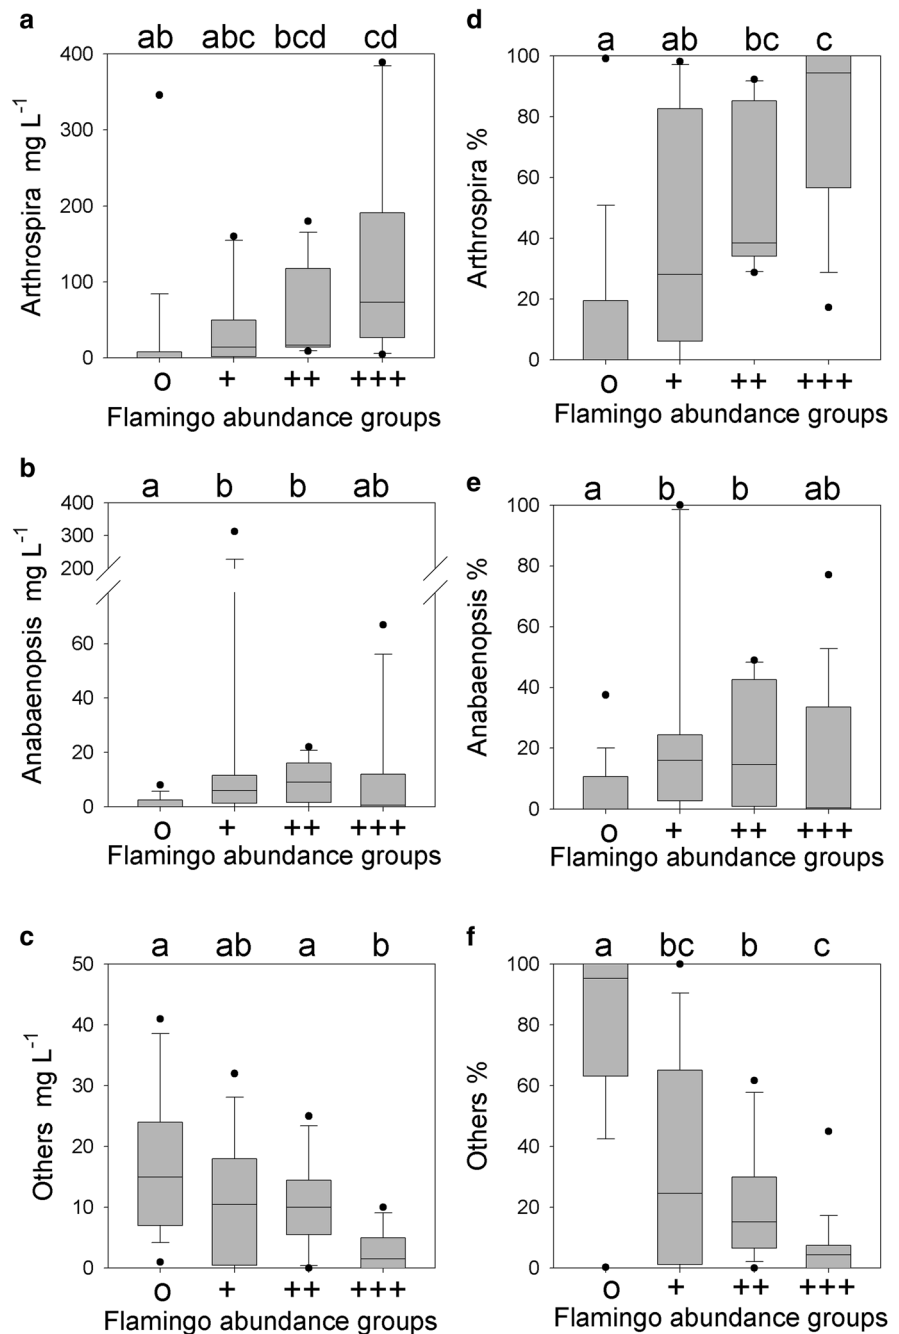 a
ab abc bcd cd
Arthrospira mg L⁻¹
400
300
200
100
0
o + ++ +++
Flamingo abundance groups
d
a ab bc c
Arthrospira %
100
80
60
40
20
0
o + ++ +++
Flamingo abundance groups
b
a b b ab
Anabaenopsis mg L⁻¹
400
300
200
60
40
20
0
o + ++ +++
Flamingo abundance groups
e
a b b ab
Anabaenopsis %
100
80
60
40
20
0
o + ++ +++
Flamingo abundance groups
c
a ab a b
Others mg L⁻¹
50
40
30
20
10
0
o + ++ +++
Flamingo abundance groups
f
a bc b c
Others %
100
80
60
40
20
0
o + ++ +++
Flamingo abundance groups